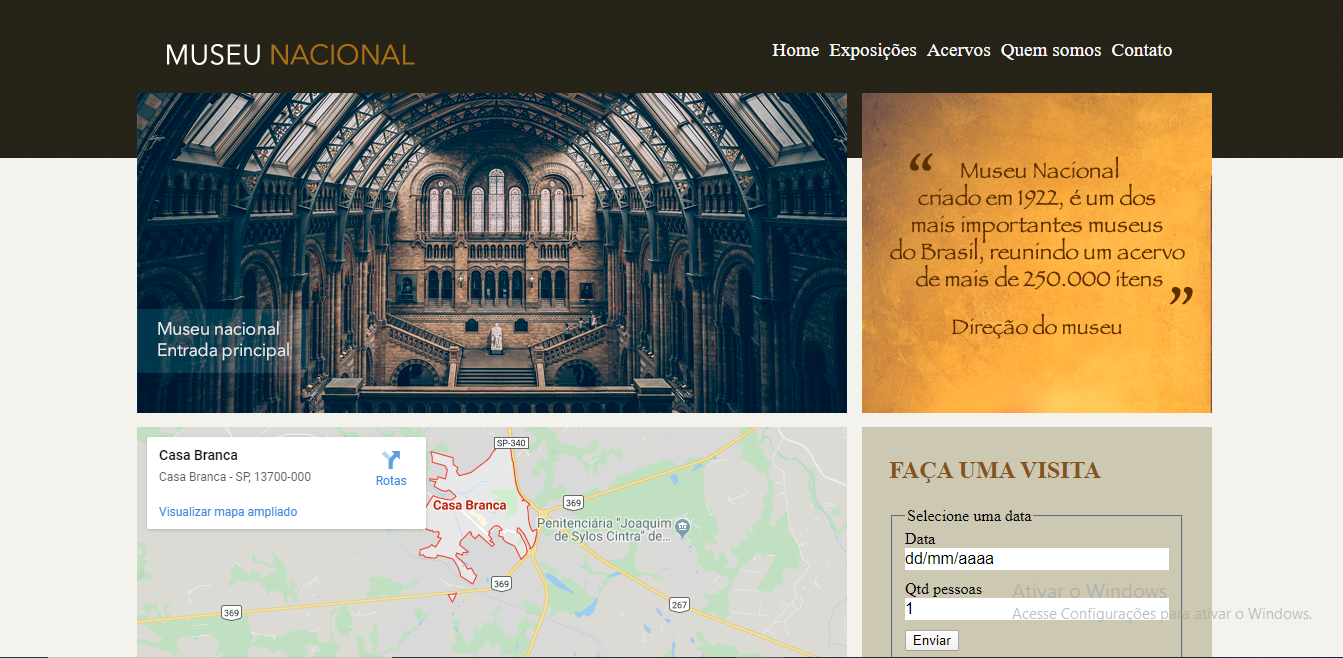 MUSEU NACIONAL
Home Exposições Acervos Quem somos Contato
Museu nacional
Entrada principal
“ Museu Nacional
criado em 1922, é um dos
mais importantes museus
do Brasil, reunindo um acervo
de mais de 250.000 itens ”
Direção do museu
Casa Branca
Casa Branca - SP, 13700-000
Visualizar mapa ampliado
Rotas
SP-340
Casa Branca
369
Penitenciária "Joaquim
de Sylos Cintra" de...
369
369
267
FAÇA UMA VISITA
Selecione uma data
Data
dd/mm/aaaa
Qtd pessoas
1
Enviar
Ativar o Windows
Acesse Configurações para ativar o Windows.